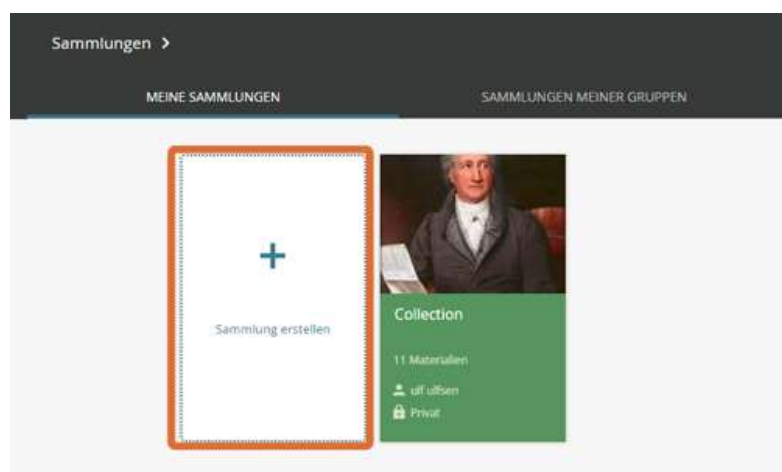 Sammlungen >
MEINE SAMMLUNGEN
SAMMLUNGEN MEINER GRUPPEN
+
Sammlung erstellen
Collection
11 Materialien
ulf ulfsen
Privat